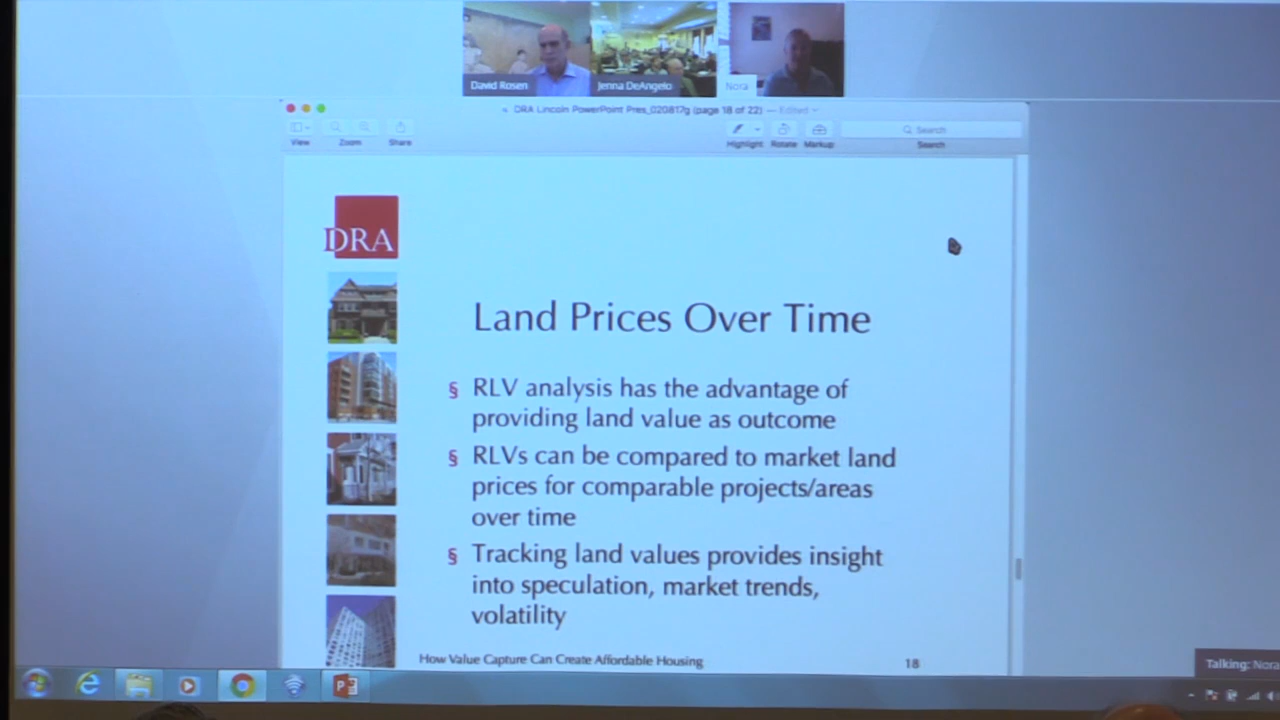 David Rosen
Jenna DeAngelo
Nora
DRA Lincoln PowerPoint Pres_020817g (page 18 of 22) — Edited
View
Zoom
Share
Highlight
Rotate
Markup
Search
Search
DRA
Land Prices Over Time
§ RLV analysis has the advantage of
providing land value as outcome
§ RLVs can be compared to market land
prices for comparable projects/areas
over time
§ Tracking land values provides insight
into speculation, market trends,
volatility
How Value Capture Can Create Affordable Housing
18
Talking: Nora